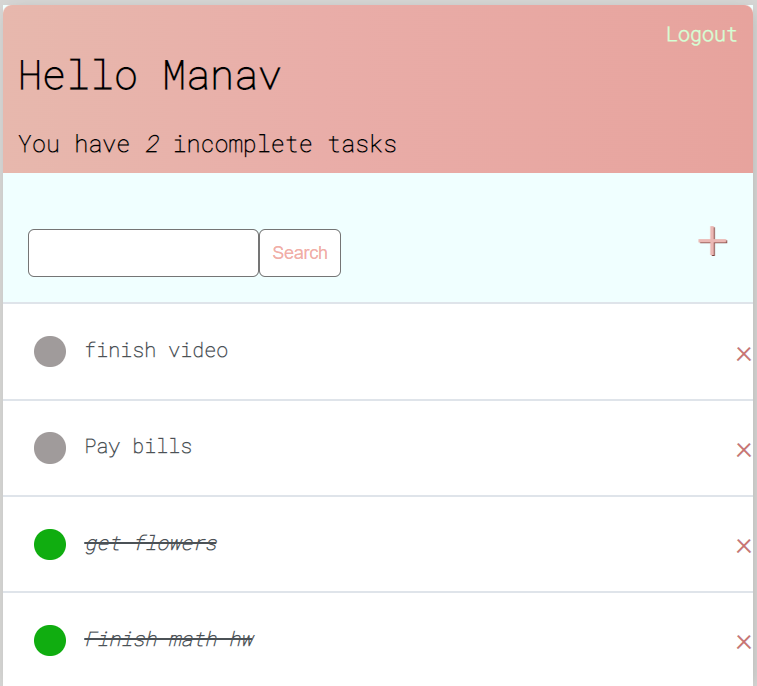 Logout
Hello Manav
You have 2 incomplete tasks
Search
finish video
Pay bills
get flowers
Finish math hw